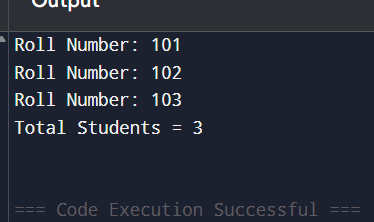 Output
Roll Number: 101
Roll Number: 102
Roll Number: 103
Total Students = 3
=== Code Execution Successful ===